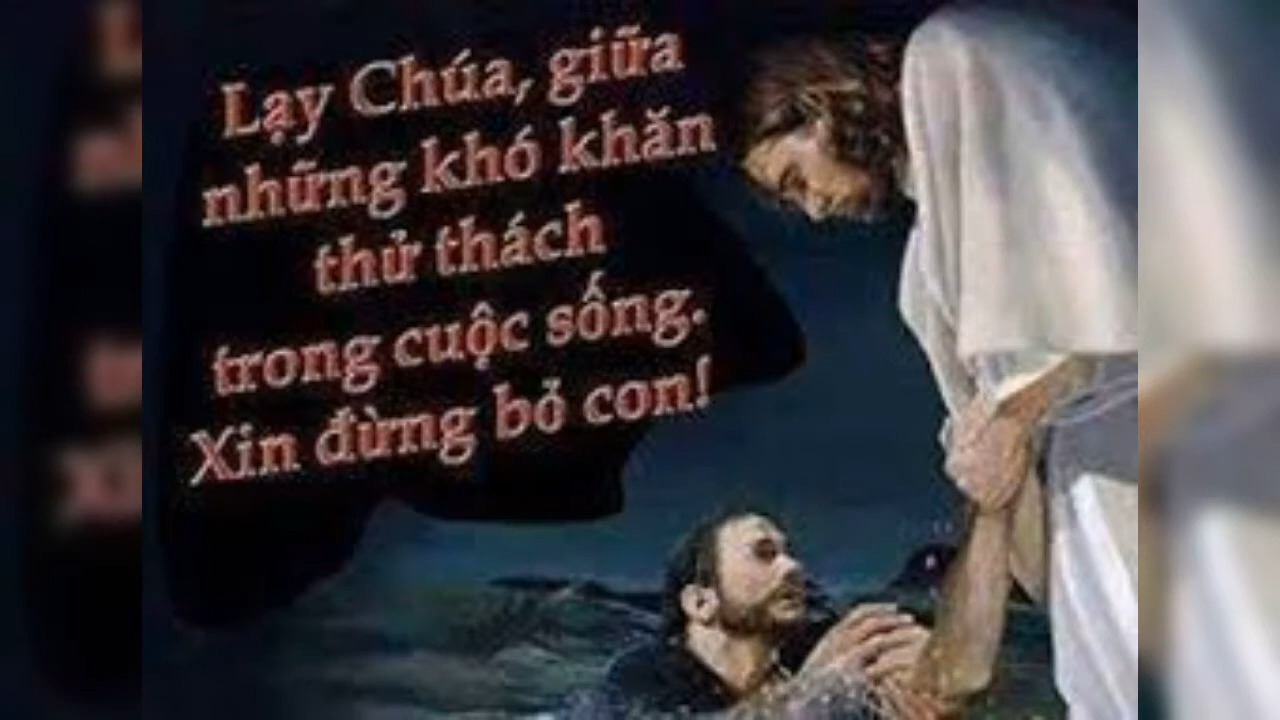 Lạy Chúa, giữa
những khó khăn
thử thách
trong cuộc sống.
Xin đừng bỏ con!